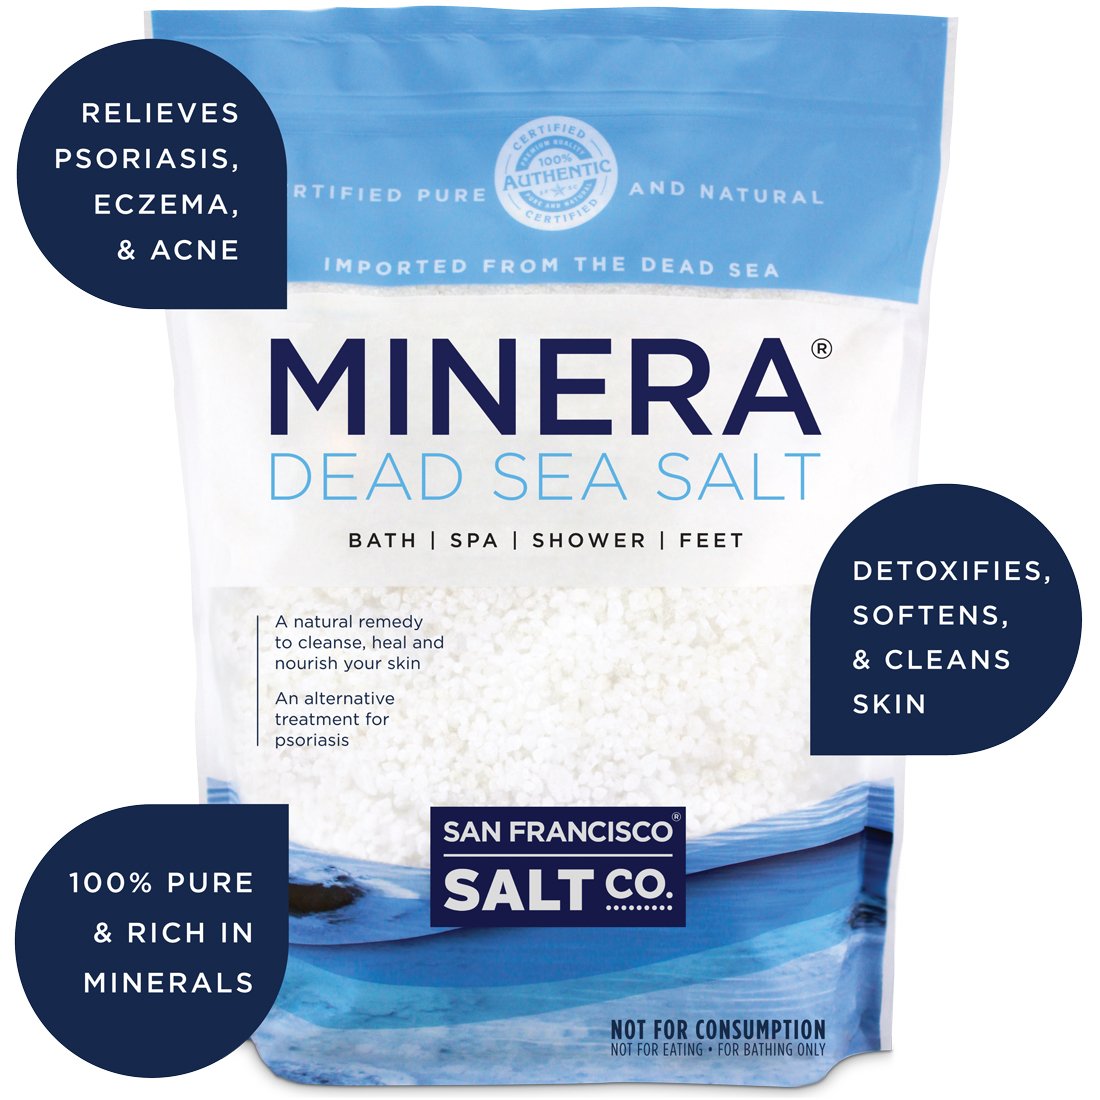 RELIEVES
PSORIASIS,
ECZEMA,
& ACNE
CERTIFIED
PREMIUM QUALITY
100%
AUTHENTIC
PURE AND NATURAL
CERTIFIED
RTIFIED PURE
AND NATURAL
IMPORTED FROM THE DEAD SEA
MINERA®
DEAD SEA SALT
BATH | SPA | SHOWER | FEET
DETOXIFIES,
SOFTENS,
& CLEANS
SKIN
A natural remedy
to cleanse, heal and
nourish your skin
An alternative
treatment for
psoriasis
100% PURE
& RICH IN
MINERALS
SAN FRANCISCO®
SALT CO.
NOT FOR CONSUMPTION
NOT FOR EATING • FOR BATHING ONLY